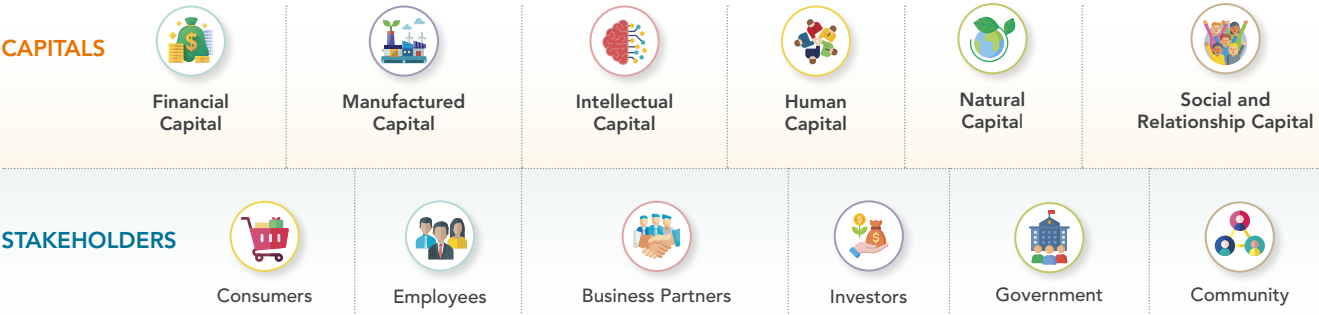 CAPITALS
Financial
Capital
Manufactured
Capital
Intellectual
Capital
Human
Capital
Natural
Capital
Social and
Relationship Capital
STAKEHOLDERS
Consumers
Employees
Business Partners
Investors
Government
Community